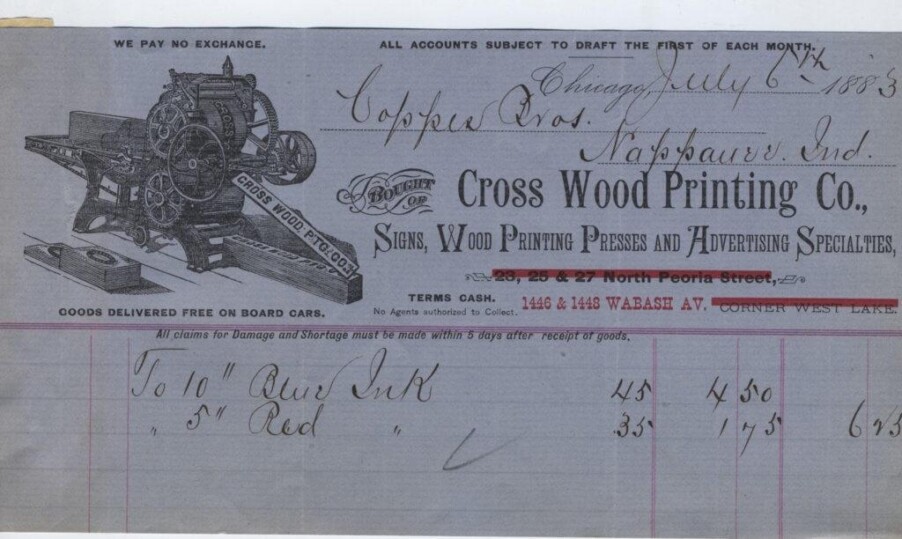 WE PAY NO EXCHANGE.
ALL ACCOUNTS SUBJECT TO DRAFT THE FIRST OF EACH MONTH.
Chicago, July 6th 1883
Coppes Bros.
Nappanee. Ind.
BOUGHT OF
Cross Wood Printing Co.,
SIGNS, WOOD PRINTING PRESSES AND ADVERTISING SPECIALTIES,
23, 25 & 27 North Peoria Street,
TERMS CASH.
1446 & 1448 WABASH AV. CORNER WEST LAKE.
No Agents authorized to Collect.
CROSS WOOD PTG. CO'S
GOODS DELIVERED FREE ON BOARD CARS.
All claims for Damage and Shortage must be made within 5 days after receipt of goods.
To 10" Blue Ink 45 4 50
" 5" Red " 35 1 75 6 25